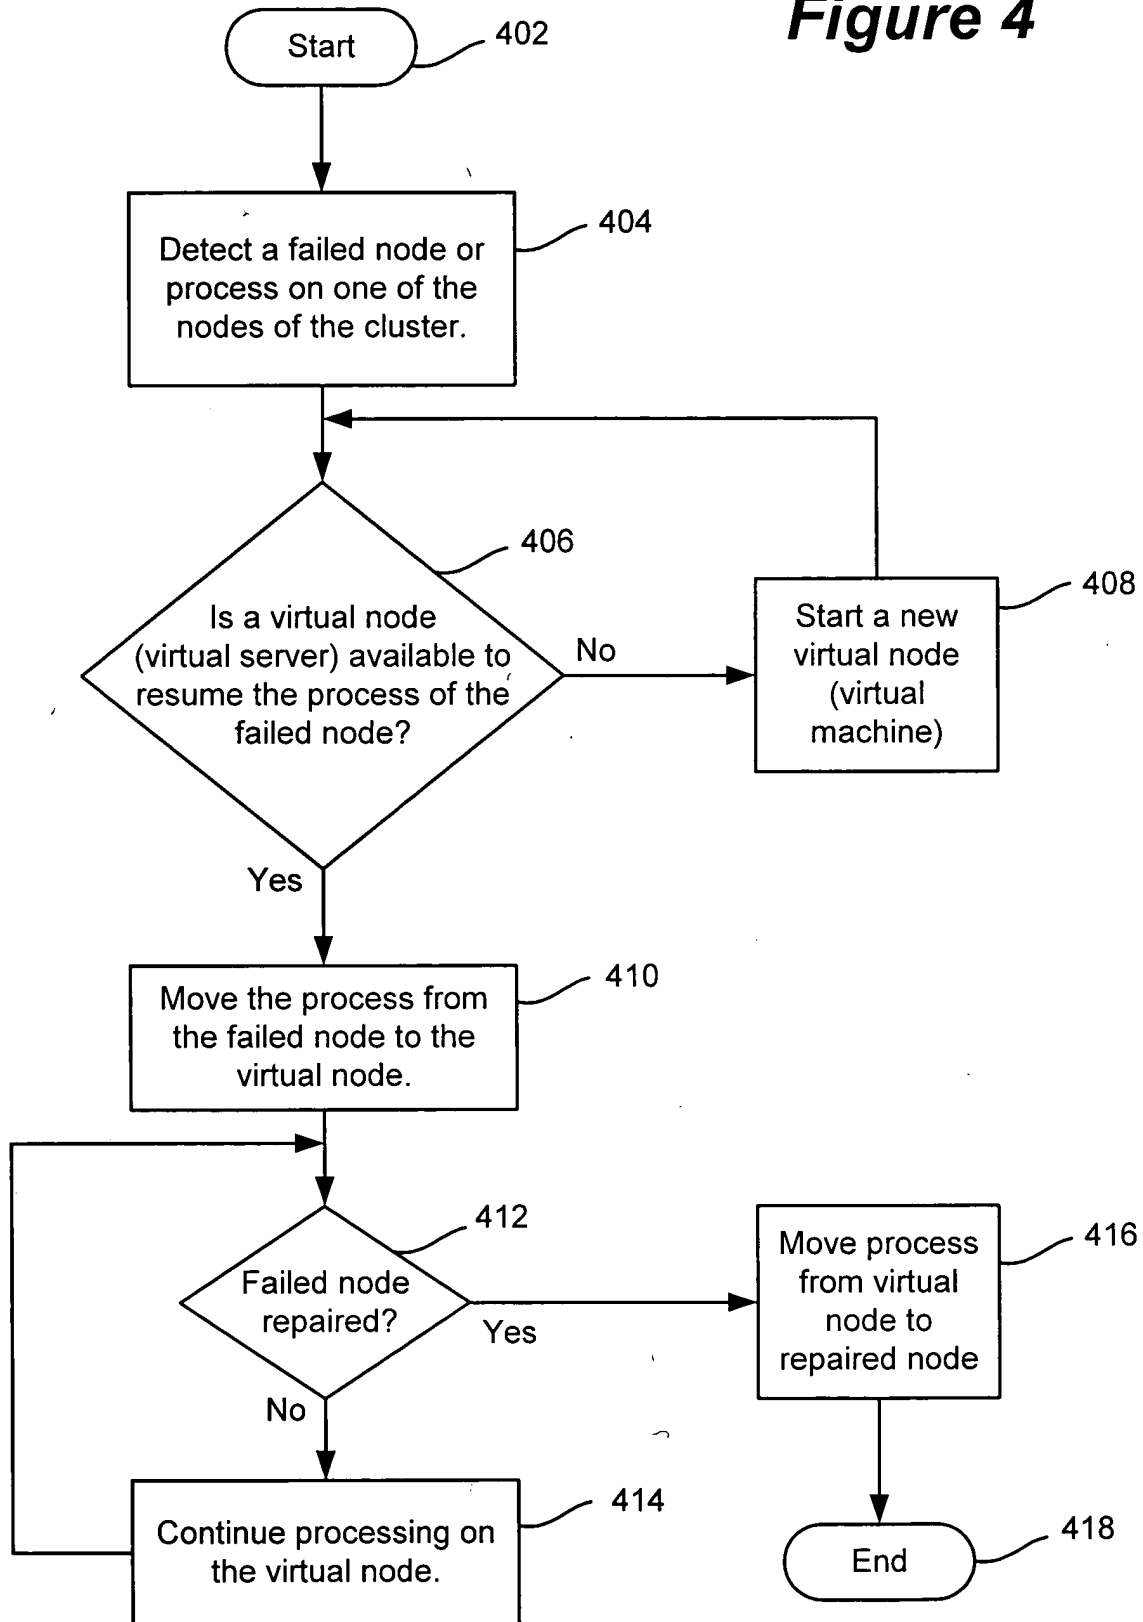 Figure 4
Start
402
Detect a failed node or
process on one of the
nodes of the cluster.
404
406
Is a virtual node
(virtual server) available to
resume the process of the
failed node?
No
Start a new
virtual node
(virtual
machine)
408
Yes
Move the process from
the failed node to the
virtual node.
410
412
Failed node
repaired?
Yes
Move process
from virtual
node to
repaired node
416
No
Continue processing on
the virtual node.
414
End
418